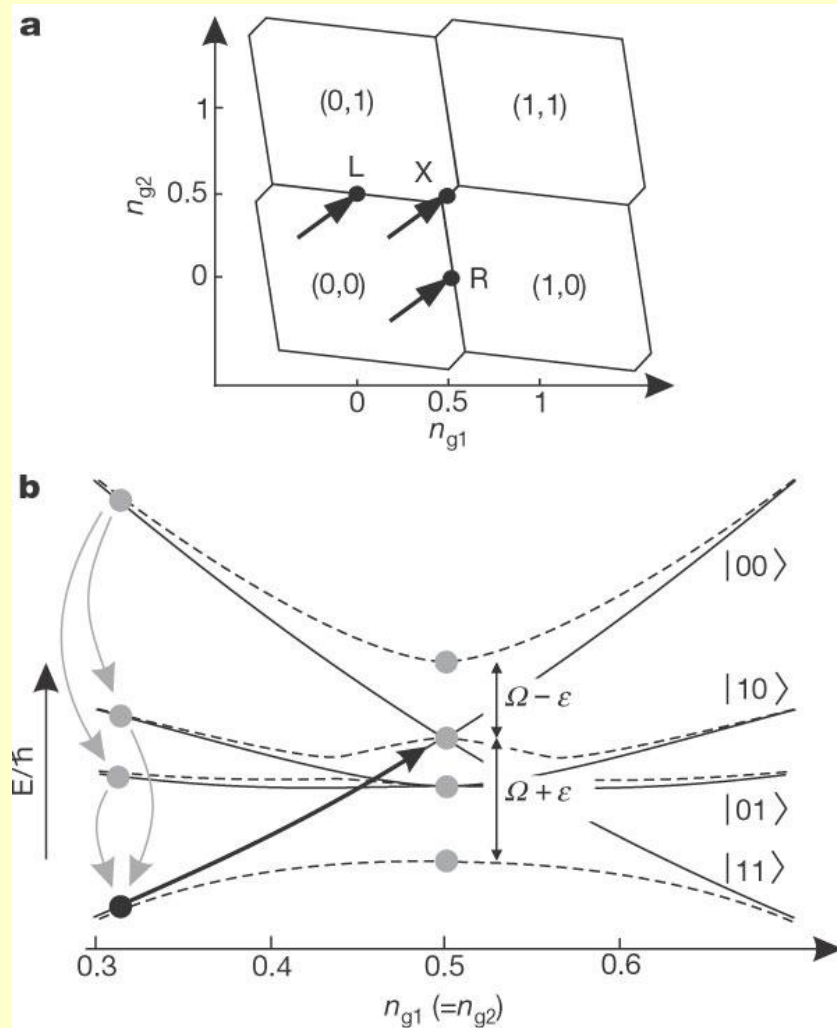 a
1
0.5
0
n_g2
(0,1)
(1,1)
L
X
(0,0)
R
(1,0)
0
0.5
1
n_g1
b
|00⟩
Ω − ε
|10⟩
E/ħ
Ω + ε
|01⟩
|11⟩
0.3
0.4
0.5
0.6
n_g1 (=n_g2)